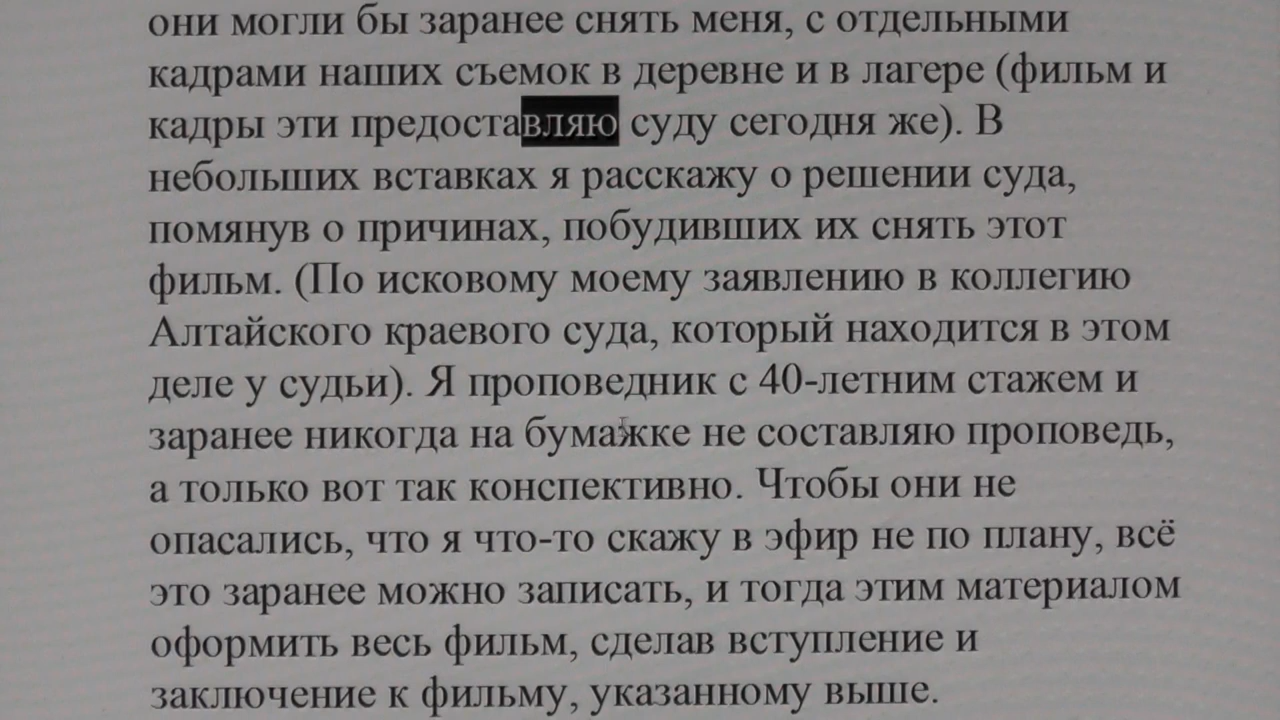 они могли бы заранее снять меня, с отдельными
кадрами наших съемок в деревне и в лагере (фильм и
кадры эти предоставляю суду сегодня же). В
небольших вставках я расскажу о решении суда,
помянув о причинах, побудивших их снять этот
фильм. (По исковому моему заявлению в коллегию
Алтайского краевого суда, который находится в этом
деле у судьи). Я проповедник с 40-летним стажем и
заранее никогда на бумажке не составляю проповедь,
а только вот так конспективно. Чтобы они не
опасались, что я что-то скажу в эфир не по плану, всё
это заранее можно записать, и тогда этим материалом
оформить весь фильм, сделав вступление и
заключение к фильму, указанному выше.